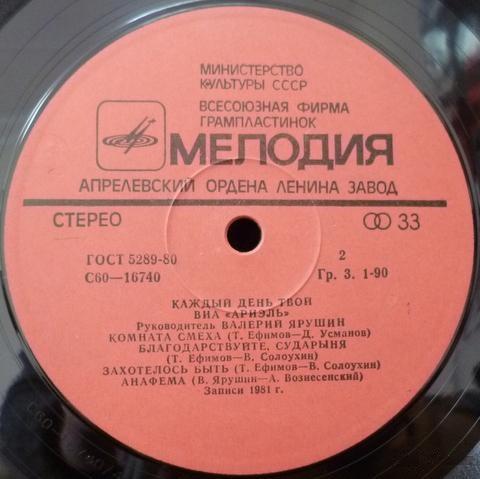 МИНИСТЕРСТВО
КУЛЬТУРЫ СССР
ВСЕСОЮЗНАЯ ФИРМА
ГРАМПЛАСТИНОК
МЕЛОДИЯ
АПРЕЛЕВСКИЙ ОРДЕНА ЛЕНИНА ЗАВОД
СТЕРЕО 33
ГОСТ 5289-80 2
С60—16740 Гр. 3. 1-90
КАЖДЫЙ ДЕНЬ ТВОЙ
ВИА «АРИЭЛЬ»
Руководитель ВАЛЕРИЙ ЯРУШИН
КОМНАТА СМЕХА (Т. Ефимов—Д. Усманов)
БЛАГОДАРСТВУЙТЕ, СУДАРЫНЯ
(Т. Ефимов—В. Солоухин)
ЗАХОТЕЛОСЬ БЫТЬ (Т. Ефимов—В. Солоухин)
АНАФЕМА (В. Ярушин—А. Вознесенский)
Записи 1981 г.